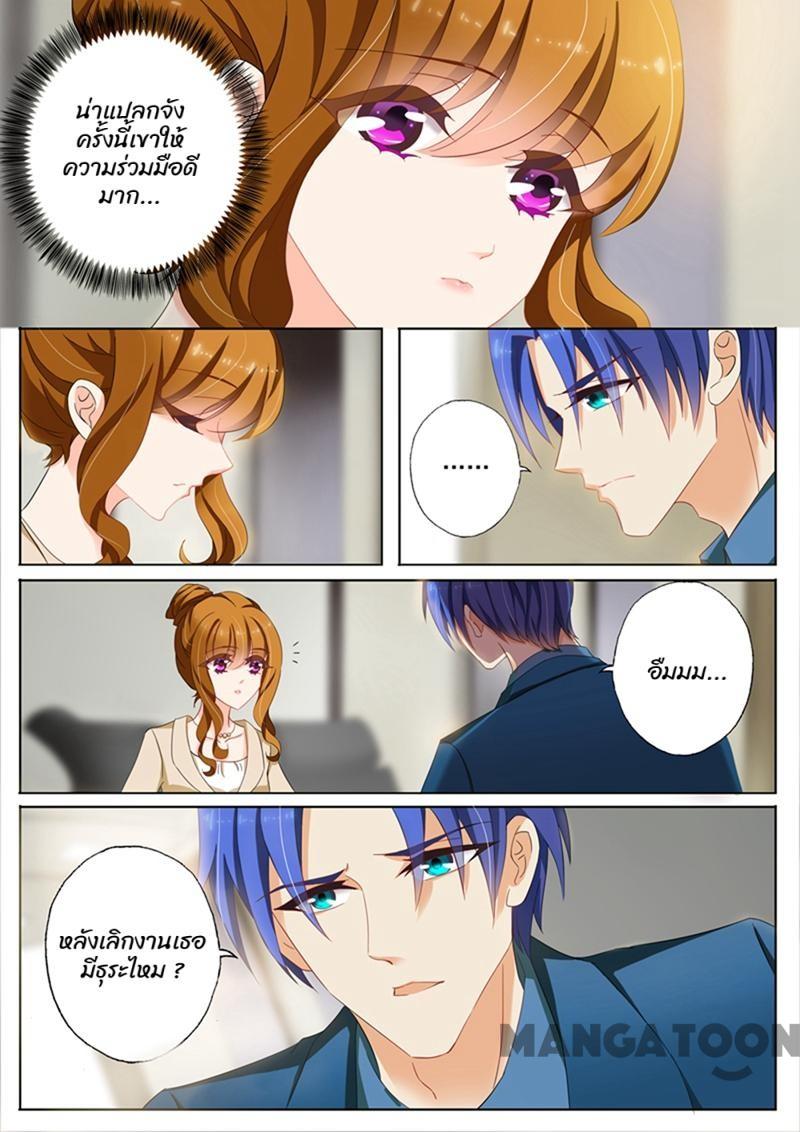 น่าแปลกจัง
ครั้งนี้เขาให้
ความร่วมมือดี
มาก...
......
อืมมม...
หลังเลิกงานเธอ
มีธุระไหม ?
MANGATOON